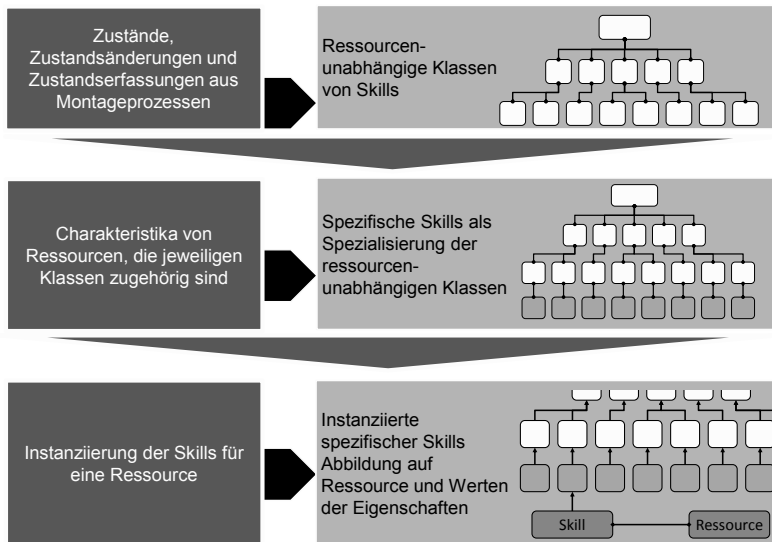 Zustände,
Zustandsänderungen und
Zustandserfassungen aus
Montageprozessen
Ressourcen-
unabhängige Klassen
von Skills
Charakteristika von
Ressourcen, die jeweiligen
Klassen zugehörig sind
Spezifische Skills als
Spezialisierung der
ressourcen-
unabhängigen Klassen
Instanziierung der Skills für
eine Ressource
Instanziierte
spezifischer Skills
Abbildung auf
Ressource und Werten
der Eigenschaften
Skill
Ressource